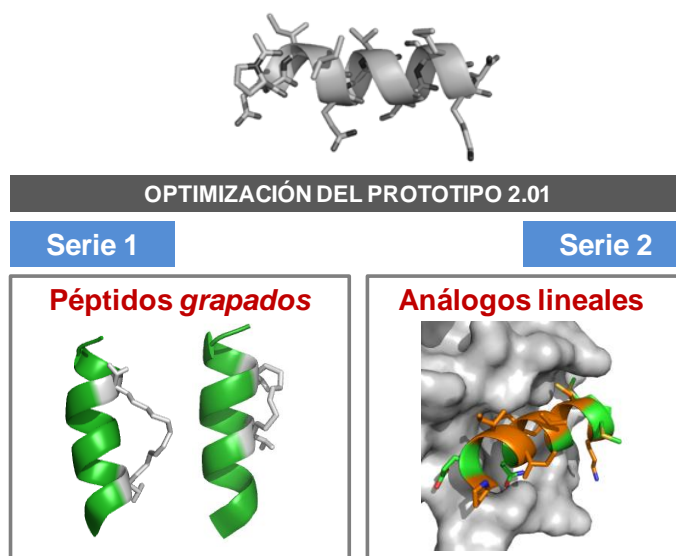 OPTIMIZACIÓN DEL PROTOTIPO 2.01
Serie 1
Serie 2
Péptidos grapados
Análogos lineales